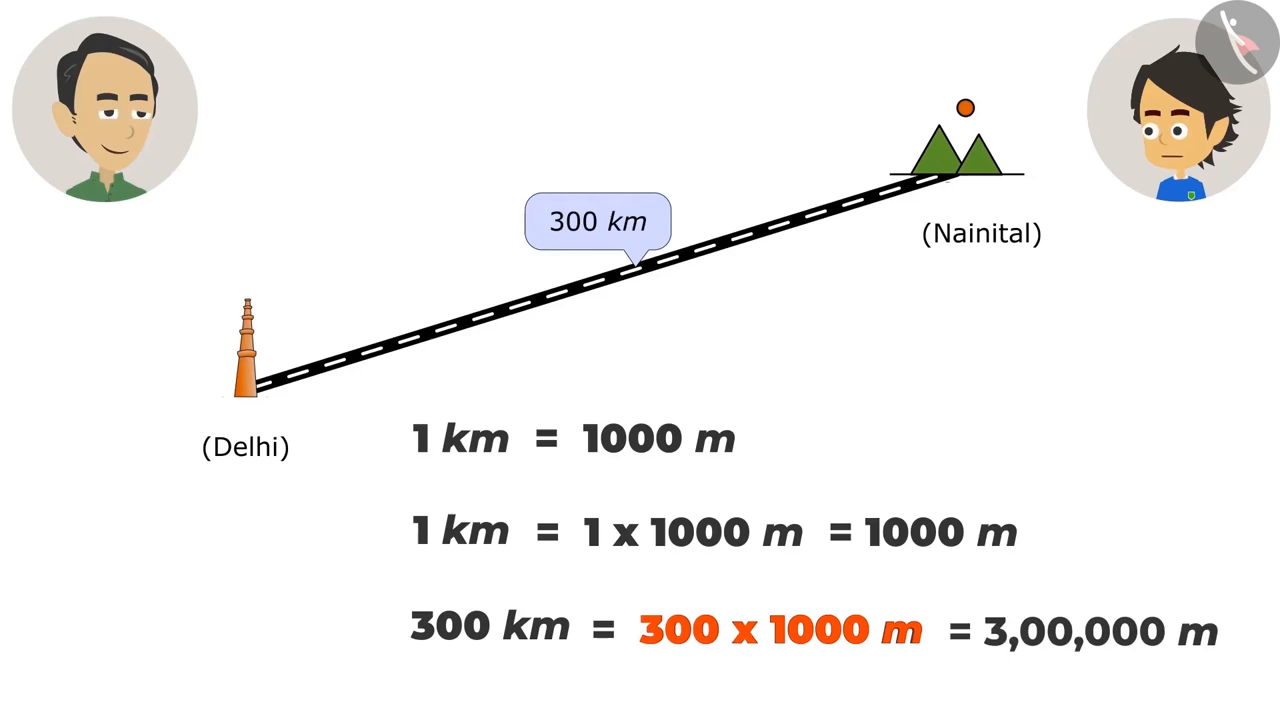 300 km
(Nainital)
(Delhi)
1 km = 1000 m
1 km = 1 x 1000 m = 1000 m
300 km = 300 x 1000 m = 3,00,000 m